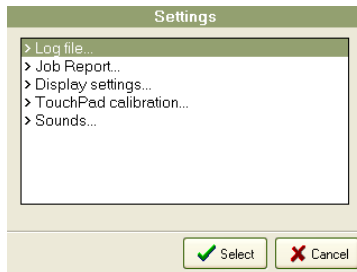 Settings
> Log file...
> Job Report...
> Display settings...
> TouchPad calibration...
> Sounds...
Select
Cancel